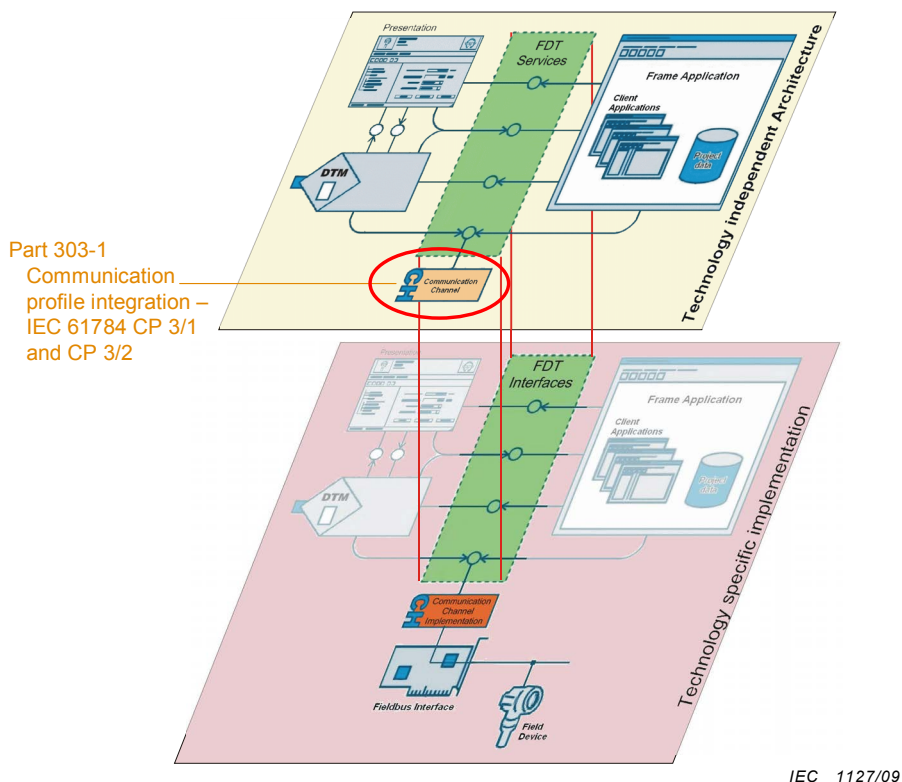 Presentation
FDT
Services
Frame Application
Client
Applications
Project
data
DTM
CH
Communication
Channel
Technology independent Architecture
Part 303-1
Communication
profile integration –
IEC 61784 CP 3/1
and CP 3/2
Presentation
FDT
Interfaces
Frame Application
Client
Applications
Project
data
DTM
CH
Communication
Channel
Implementation
Fieldbus Interface
Field
Device
Technology specific implementation
IEC 1127/09